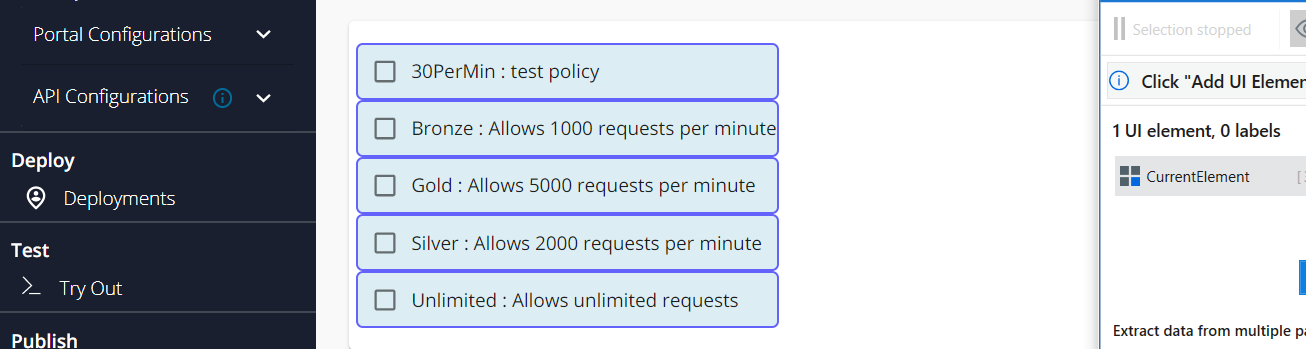 Portal Configurations
API Configurations
Deploy
Deployments
Test
Try Out
Publish
30PerMin : test policy
Bronze : Allows 1000 requests per minute
Gold : Allows 5000 requests per minute
Silver : Allows 2000 requests per minute
Unlimited : Allows unlimited requests
Selection stopped
Click "Add UI Elemen
1 UI element, 0 labels
CurrentElement
Extract data from multiple pa